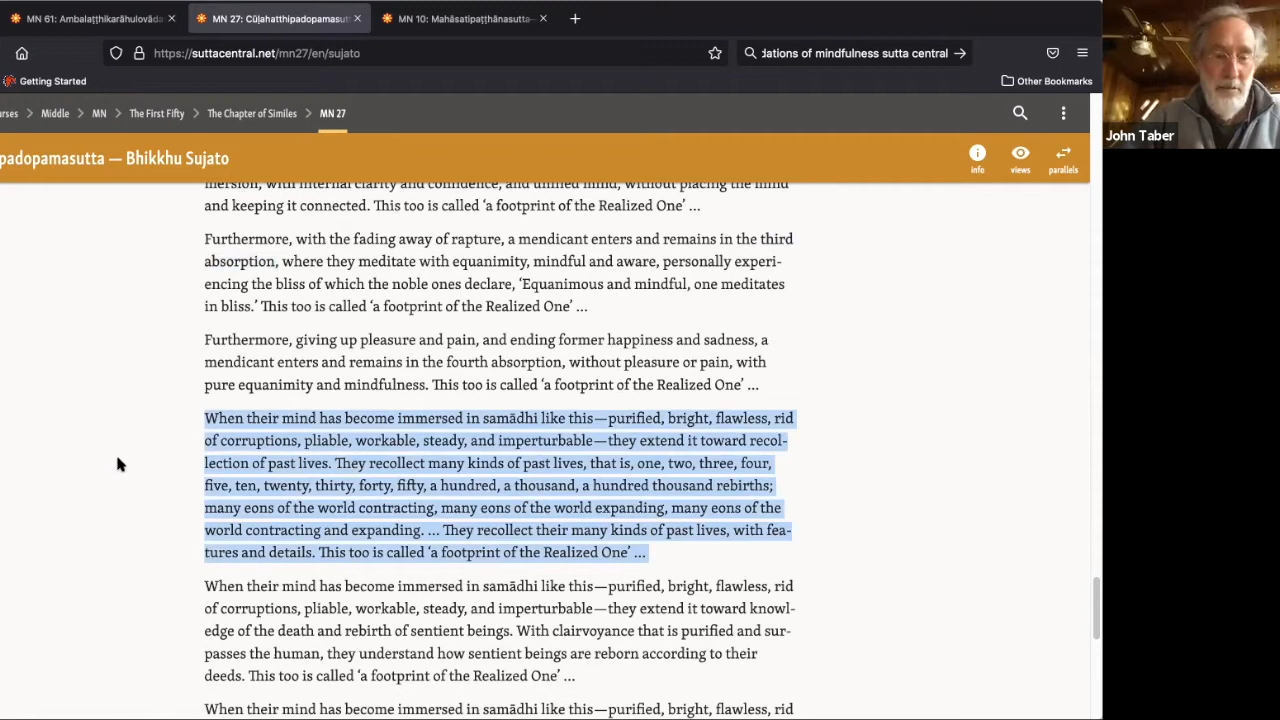 MN 61: Ambalaṭṭhikarāhulovāda
MN 27: Cūḷahatthipadopamasutt
MN 10: Mahāsatipaṭṭhānasutta—
https://suttacentral.net/mn27/en/sujato
dations of mindfulness sutta central
Getting Started
Other Bookmarks
urses > Middle > MN > The First Fifty > The Chapter of Similes > MN 27
John Taber
padopamasutta — Bhikkhu Sujato
info
views
parallels
mersion, with internal clarity and confidence, and unified mind, without placing the mind
and keeping it connected. This too is called ‘a footprint of the Realized One’ …
Furthermore, with the fading away of rapture, a mendicant enters and remains in the third
absorption, where they meditate with equanimity, mindful and aware, personally experi-
encing the bliss of which the noble ones declare, ‘Equanimous and mindful, one meditates
in bliss.’ This too is called ‘a footprint of the Realized One’ …
Furthermore, giving up pleasure and pain, and ending former happiness and sadness, a
mendicant enters and remains in the fourth absorption, without pleasure or pain, with
pure equanimity and mindfulness. This too is called ‘a footprint of the Realized One’ …
When their mind has become immersed in samādhi like this—purified, bright, flawless, rid
of corruptions, pliable, workable, steady, and imperturbable—they extend it toward recol-
lection of past lives. They recollect many kinds of past lives, that is, one, two, three, four,
five, ten, twenty, thirty, forty, fifty, a hundred, a thousand, a hundred thousand rebirths;
many eons of the world contracting, many eons of the world expanding, many eons of the
world contracting and expanding. … They recollect their many kinds of past lives, with fea-
tures and details. This too is called ‘a footprint of the Realized One’ …
When their mind has become immersed in samādhi like this—purified, bright, flawless, rid
of corruptions, pliable, workable, steady, and imperturbable—they extend it toward knowl-
edge of the death and rebirth of sentient beings. With clairvoyance that is purified and sur-
passes the human, they understand how sentient beings are reborn according to their
deeds. This too is called ‘a footprint of the Realized One’ …
When their mind has become immersed in samādhi like this—purified, bright, flawless, rid